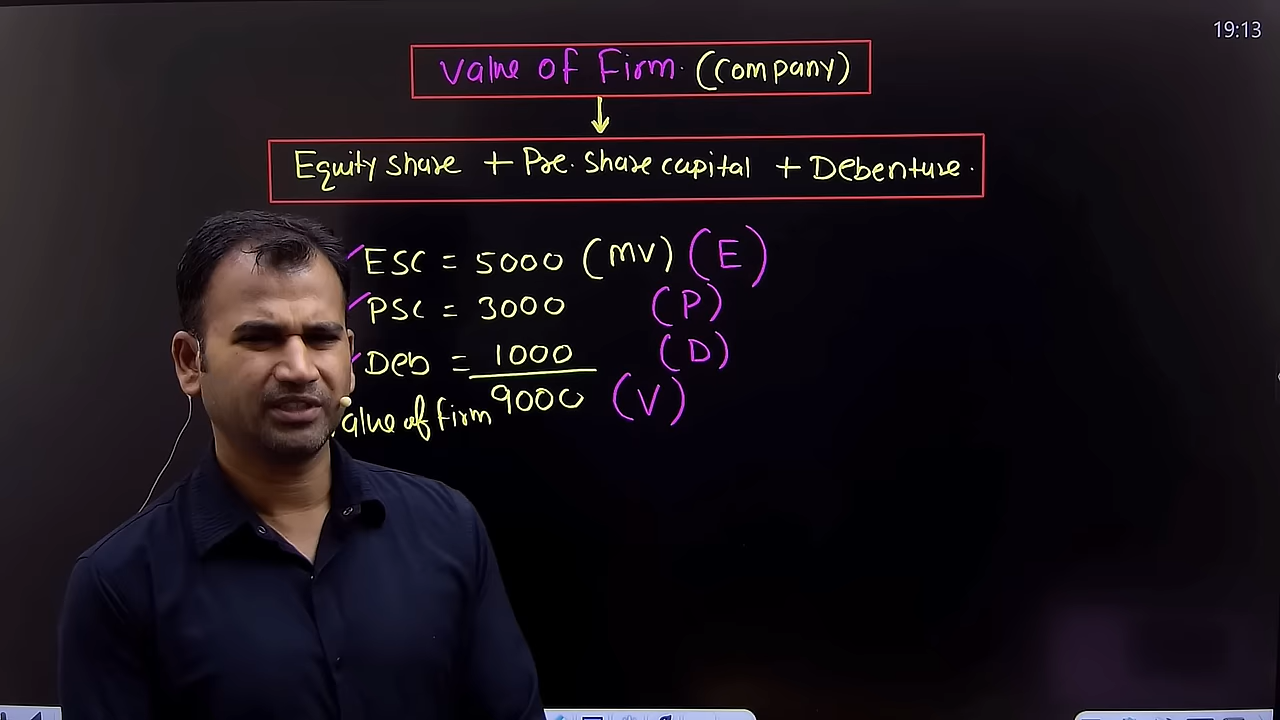 19:13
Value of Firm. (Company)
Equity share + Pre. Share capital + Debenture.
ESC = 5000 (MV) (E)
PSC = 3000 (P)
Deb = 1000 (D)
Value of firm 9000 (V)